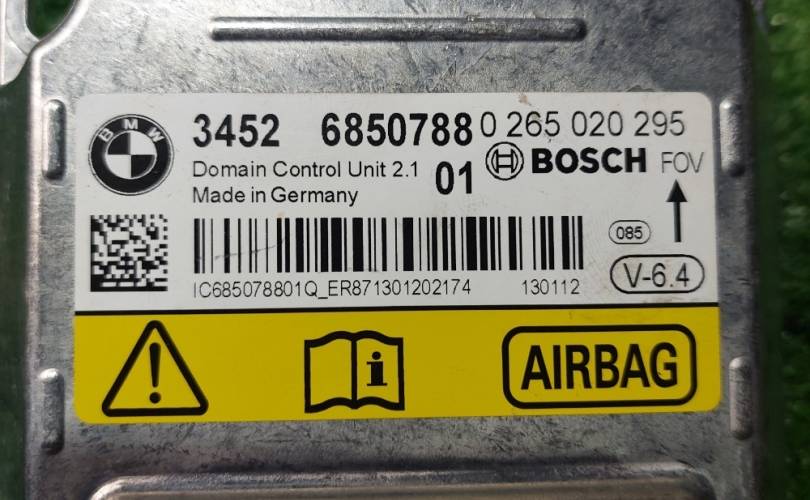 BMW
3452 6850788 0 265 020 295
Domain Control Unit 2.1 01 BOSCH FOV
Made in Germany
085
V-6.4
IC685078801Q_ER871301202174 130112
AIRBAG